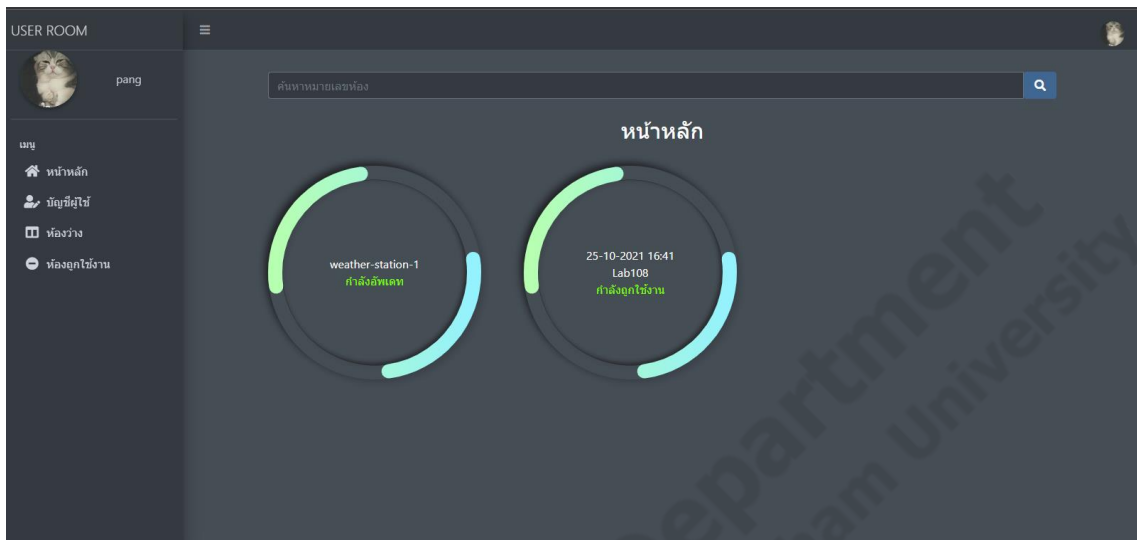 USER ROOM
pang
เมนู
หน้าหลัก
บัญชีผู้ใช้
ห้องว่าง
ห้องถูกใช้งาน
ค้นหาหมายเลขห้อง
หน้าหลัก
weather-station-1
กำลังอัพเดท
25-10-2021 16:41
Lab108
กำลังถูกใช้งาน
University